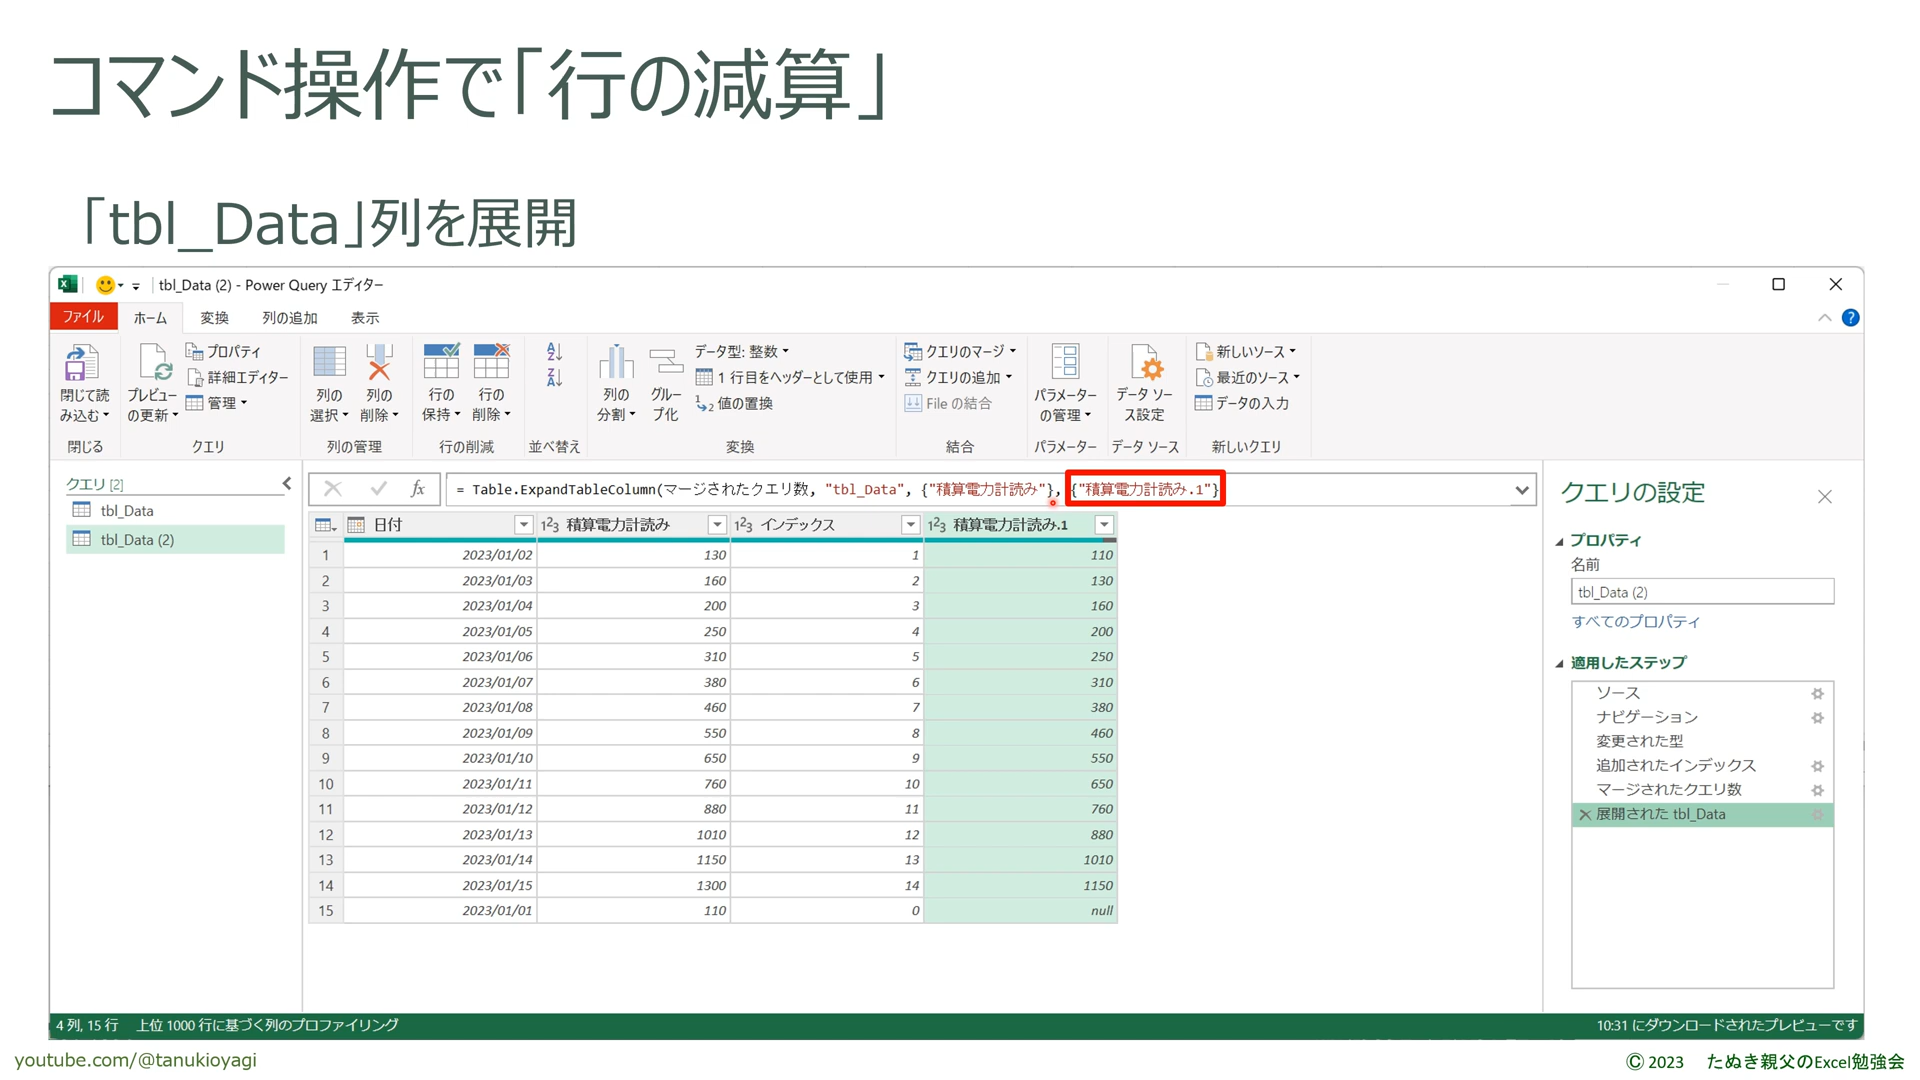 コマンド操作で「行の減算」
「tbl_Data」列を展開
tbl_Data (2) - Power Query エディター
ファイル ホーム 変換 列の追加 表示
閉じて読み込む
閉じる
プレビューの更新
プロパティ
詳細エディター
管理
クエリ
列の選択
列の削除
列の管理
行の保持
行の削除
行の削減
並べ替え
列の分割
グループ化
データ型: 整数
1 行目をヘッダーとして使用
値の置換
変換
クエリのマージ
クエリの追加
File の結合
結合
パラメーターの管理
パラメーター
データ ソース設定
データ ソース
新しいソース
最近のソース
データの入力
新しいクエリ
クエリ [2]
tbl_Data
tbl_Data (2)
fx = Table.ExpandTableColumn(マージされたクエリ数, "tbl_Data", {"積算電力計読み"}, {"積算電力計読み.1"}
日付 123 積算電力計読み 123 インデックス 123 積算電力計読み.1
1 2023/01/02 130 1 110
2 2023/01/03 160 2 130
3 2023/01/04 200 3 160
4 2023/01/05 250 4 200
5 2023/01/06 310 5 250
6 2023/01/07 380 6 310
7 2023/01/08 460 7 380
8 2023/01/09 550 8 460
9 2023/01/10 650 9 550
10 2023/01/11 760 10 650
11 2023/01/12 880 11 760
12 2023/01/13 1010 12 880
13 2023/01/14 1150 13 1010
14 2023/01/15 1300 14 1150
15 2023/01/01 110 0 null
クエリの設定
プロパティ
名前
tbl_Data (2)
すべてのプロパティ
適用したステップ
ソース
ナビゲーション
変更された型
追加されたインデックス
マージされたクエリ数
展開された tbl_Data
4 列, 15 行 上位 1000 行に基づく列のプロファイリング
10:31 にダウンロードされたプレビューです
youtube.com/@tanukioyagi
© 2023 たぬき親父のExcel勉強会